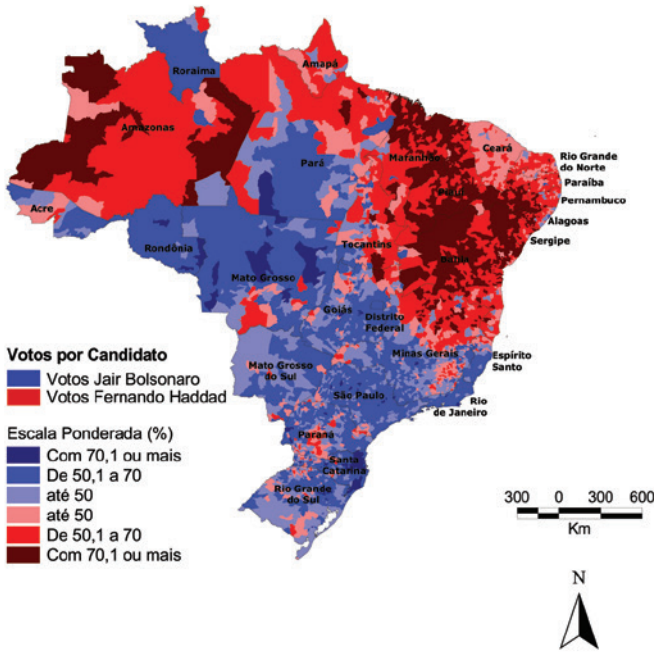 Roraima
Amapá
Amazonas
Pará
Maranhão
Ceará
Rio Grande
do Norte
Paraíba
Piauí
Pernambuco
Acre
Alagoas
Sergipe
Tocantins
Bahia
Rondônia
Mato Grosso
Goiás
Distrito
Federal
Minas Gerais
Espírito
Santo
Mato Grosso
do Sul
São Paulo
Rio
de Janeiro
Paraná
Santa
Catarina
Rio Grande
do Sul
Votos por Candidato
Votos Jair Bolsonaro
Votos Fernando Haddad
Escala Ponderada (%)
Com 70,1 ou mais
De 50,1 a 70
até 50
até 50
De 50,1 a 70
Com 70,1 ou mais
300 0 300 600
Km
N